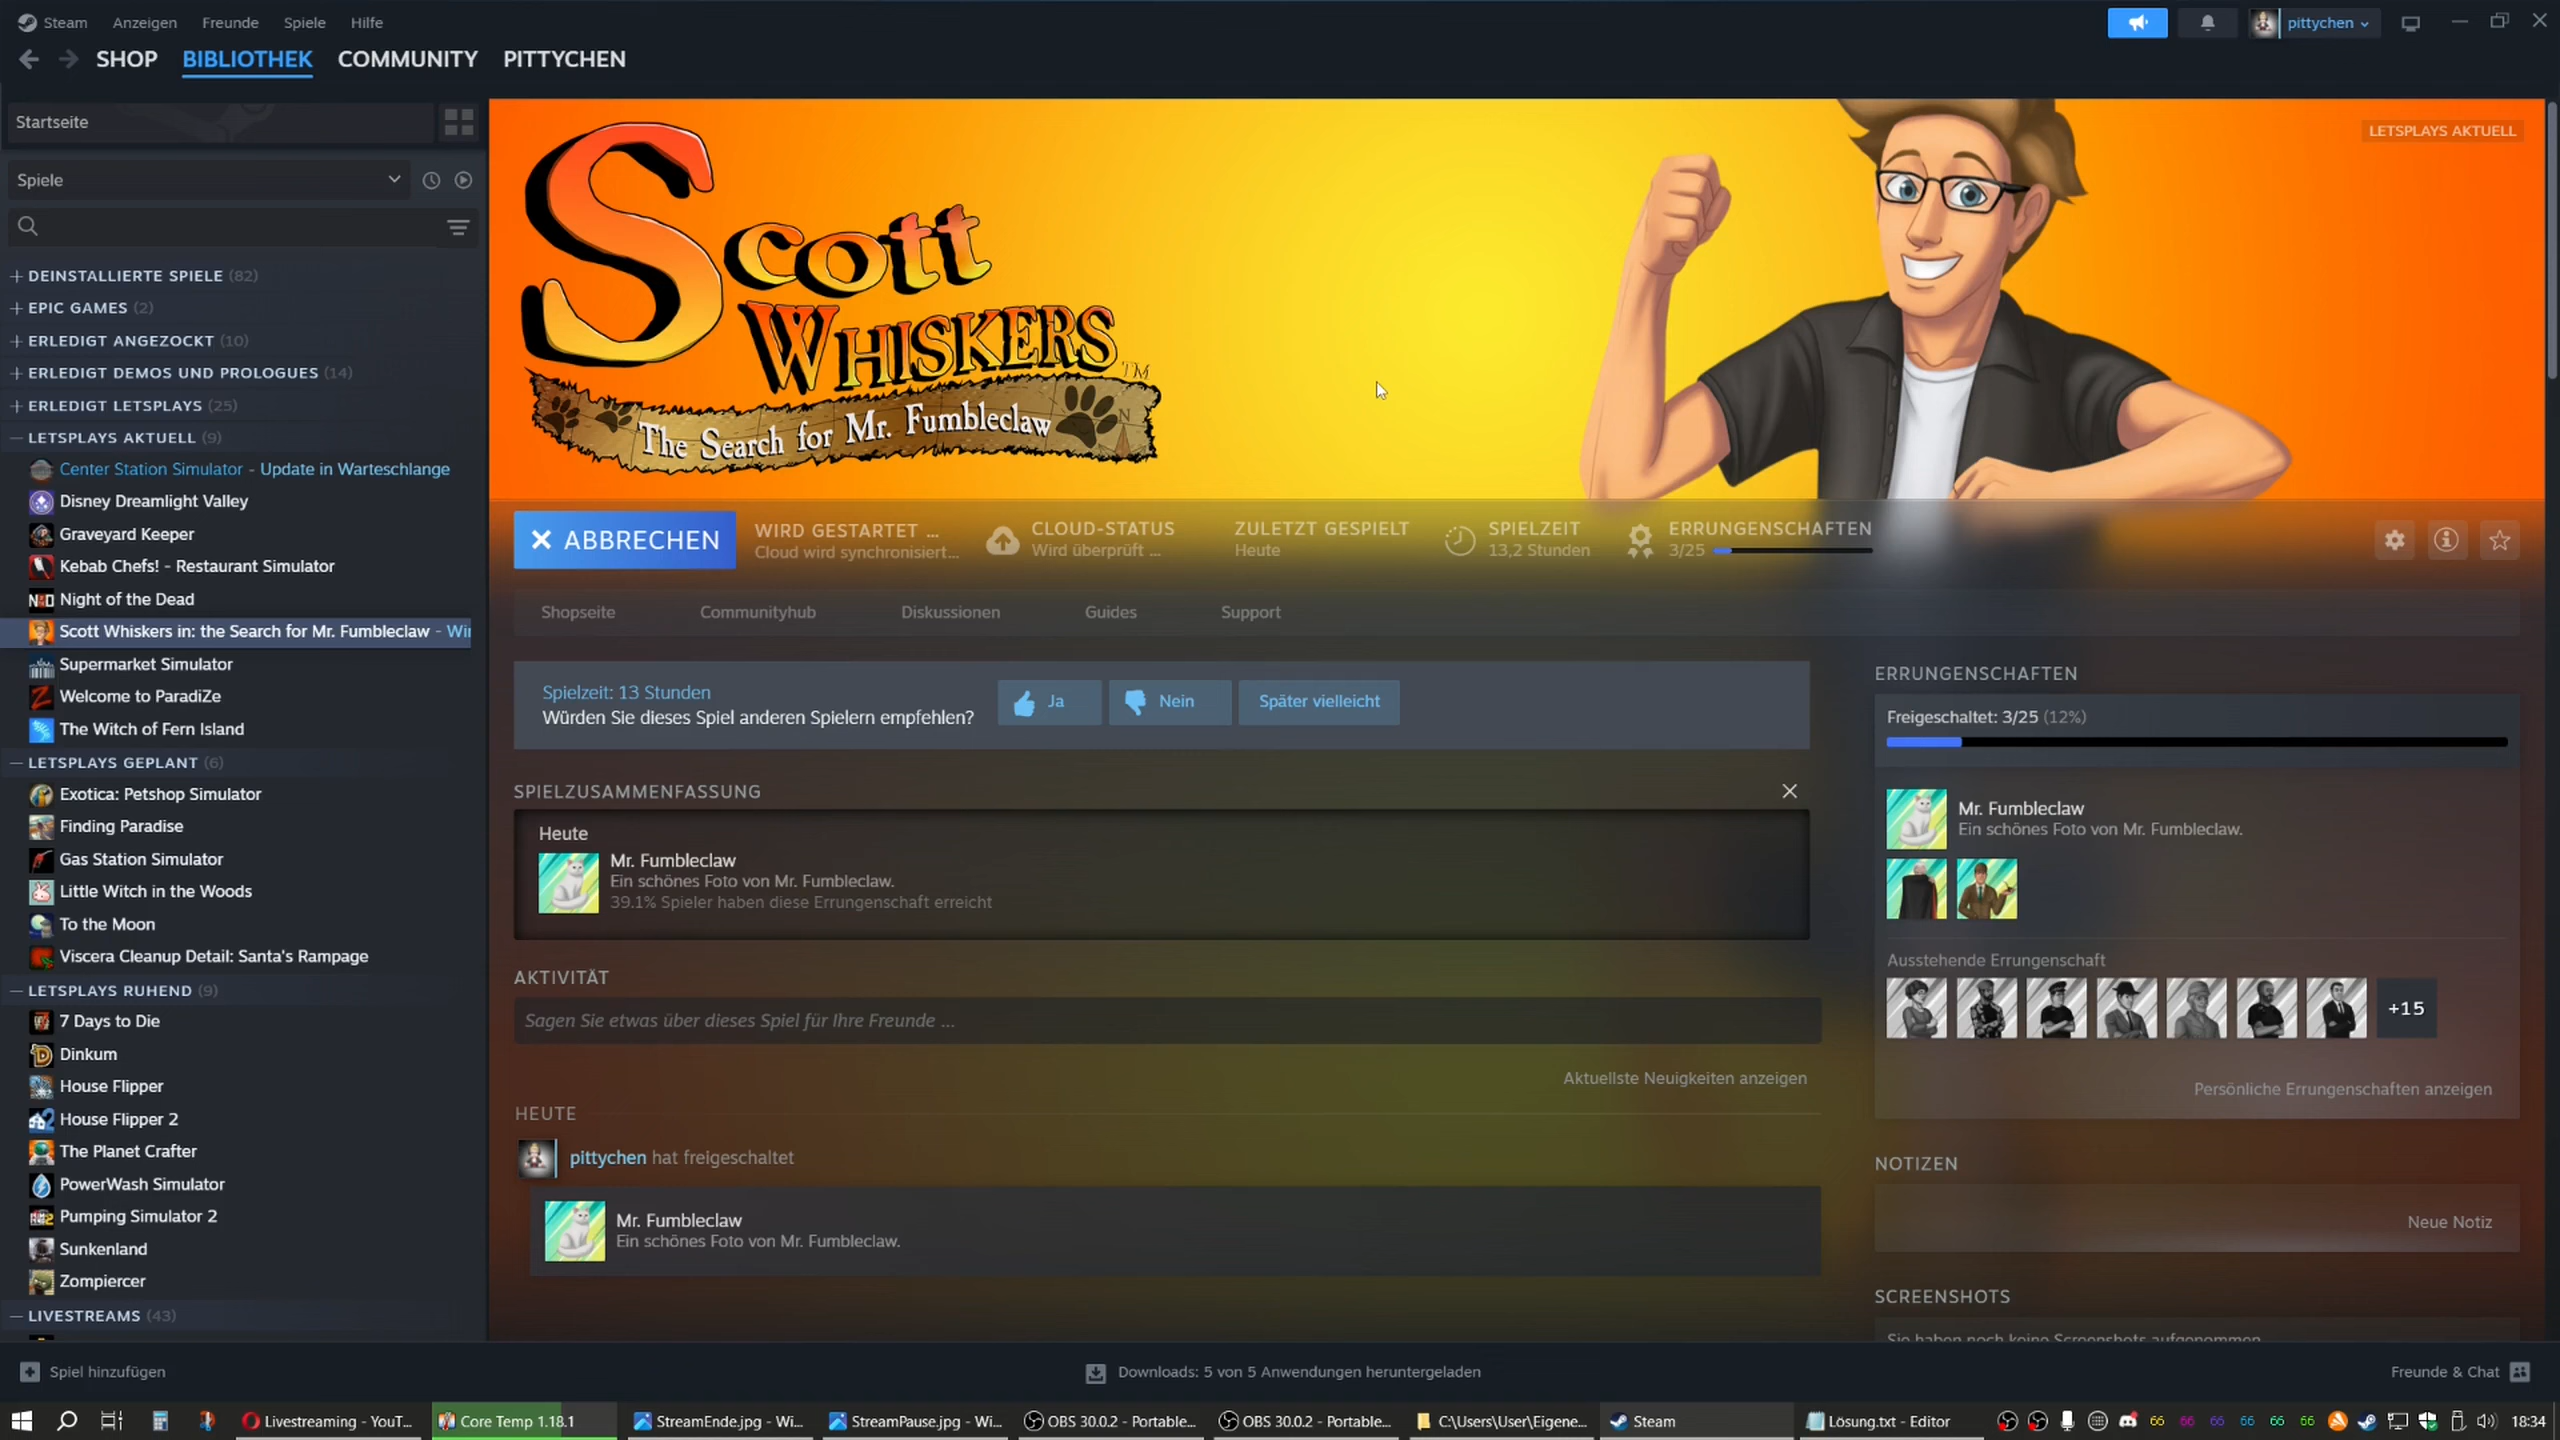 Steam Anzeigen Freunde Spiele Hilfe
pittychen
SHOP BIBLIOTHEK COMMUNITY PITTYCHEN
Startseite
Spiele
DEINSTALLIERTE SPIELE (82)
EPIC GAMES (2)
ERLEDIGT ANGEZOCKT (10)
ERLEDIGT DEMOS UND PROLOGUES (14)
ERLEDIGT LETSPLAYS (25)
LETSPLAYS AKTUELL (9)
Center Station Simulator - Update in Warteschlange
Disney Dreamlight Valley
Graveyard Keeper
Kebab Chefs! - Restaurant Simulator
Night of the Dead
Scott Whiskers in: the Search for Mr. Fumbleclaw - Wir
Supermarket Simulator
Welcome to ParadiZe
The Witch of Fern Island
LETSPLAYS GEPLANT (6)
Exotica: Petshop Simulator
Finding Paradise
Gas Station Simulator
Little Witch in the Woods
To the Moon
Viscera Cleanup Detail: Santa's Rampage
LETSPLAYS RUHEND (9)
7 Days to Die
Dinkum
House Flipper
House Flipper 2
The Planet Crafter
PowerWash Simulator
Pumping Simulator 2
Sunkenland
Zompiercer
LIVESTREAMS (43)
LETSPLAYS AKTUELL
Scott
WHISKERS™
The Search for Mr. Fumbleclaw
N
ABBRECHEN
WIRD GESTARTET ...
Cloud wird synchronisiert...
CLOUD-STATUS
Wird überprüft ...
ZULETZT GESPIELT
Heute
SPIELZEIT
13,2 Stunden
ERRUNGENSCHAFTEN
3/25
Shopseite Communityhub Diskussionen Guides Support
Spielzeit: 13 Stunden
Würden Sie dieses Spiel anderen Spielern empfehlen?
Ja Nein Später vielleicht
SPIELZUSAMMENFASSUNG
Heute
Mr. Fumbleclaw
Ein schönes Foto von Mr. Fumbleclaw.
39.1% Spieler haben diese Errungenschaft erreicht
AKTIVITÄT
Sagen Sie etwas über dieses Spiel für Ihre Freunde ...
Aktuellste Neuigkeiten anzeigen
HEUTE
pittychen hat freigeschaltet
Mr. Fumbleclaw
Ein schönes Foto von Mr. Fumbleclaw.
ERRUNGENSCHAFTEN
Freigeschaltet: 3/25 (12%)
Mr. Fumbleclaw
Ein schönes Foto von Mr. Fumbleclaw.
Ausstehende Errungenschaft
+15
Persönliche Errungenschaften anzeigen
NOTIZEN
Neue Notiz
SCREENSHOTS
Sie haben noch keine Screenshots aufgenommen
Spiel hinzufügen
Downloads: 5 von 5 Anwendungen heruntergeladen
Freunde & Chat
Livestreaming - YouT... Core Temp 1.18.1 StreamEnde.jpg - Wi... StreamPause.jpg - Wi... OBS 30.0.2 - Portable... OBS 30.0.2 - Portable... C:\Users\User\Eigene... Steam Lösung.txt - Editor 66 66 66 66 66 66 18:34